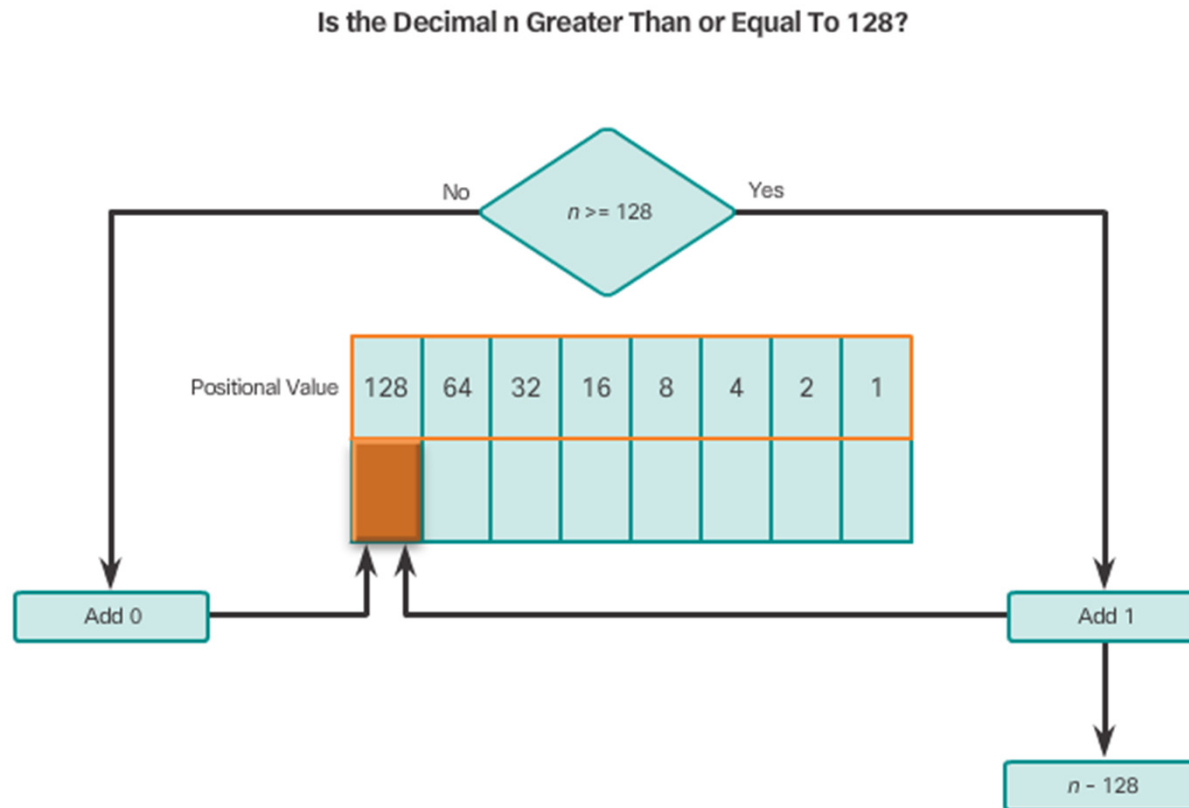 Is the Decimal n Greater Than or Equal To 128?
No
Yes
n >= 128
Positional Value
128 64 32 16 8 4 2 1
Add 0
Add 1
n - 128